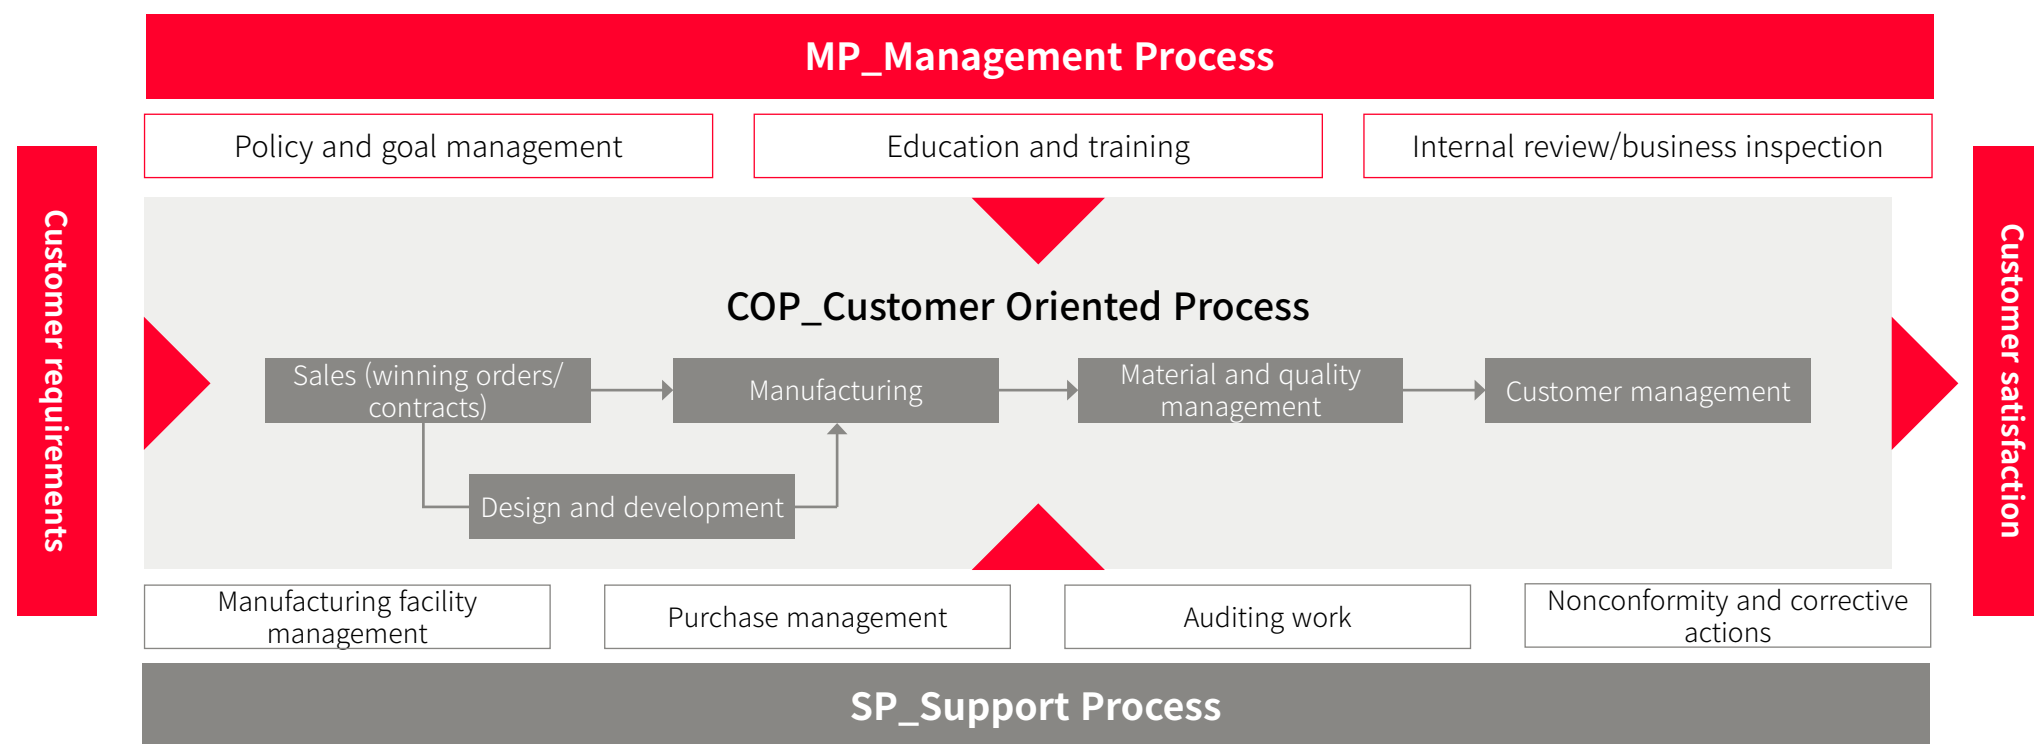 MP_Management Process
Policy and goal management
Education and training
Internal review/business inspection
Customer requirements
Customer satisfaction
COP_Customer Oriented Process
Sales (winning orders/
contracts)
Manufacturing
Material and quality
management
Customer management
Design and development
Manufacturing facility
management
Purchase management
Auditing work
Nonconformity and corrective
actions
SP_Support Process